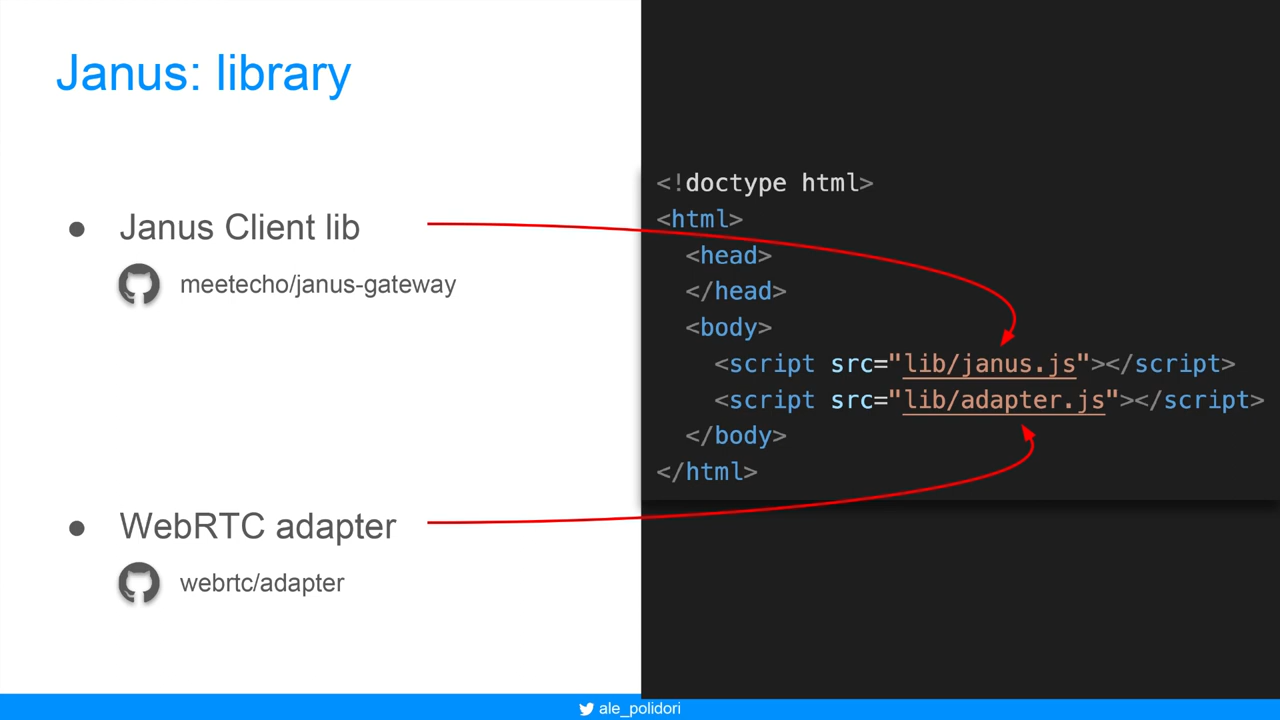 Janus: library
● Janus Client lib
meetecho/janus-gateway
● WebRTC adapter
webrtc/adapter
<!doctype html>
<html>
<head>
</head>
<body>
<script src="lib/janus.js"></script>
<script src="lib/adapter.js"></script>
</body>
</html>
ale_polidori